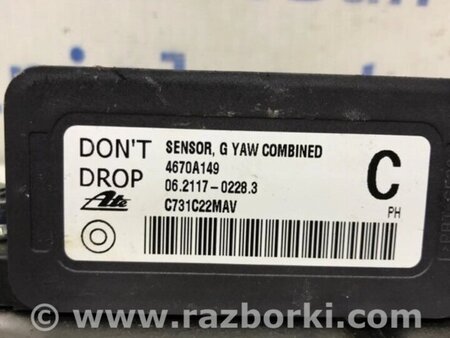 DON'T
DROP
Ate
SENSOR, G YAW COMBINED
4670A149
06.2117-0228.3
C731C22MAV
C
PH
© www.razborki.com